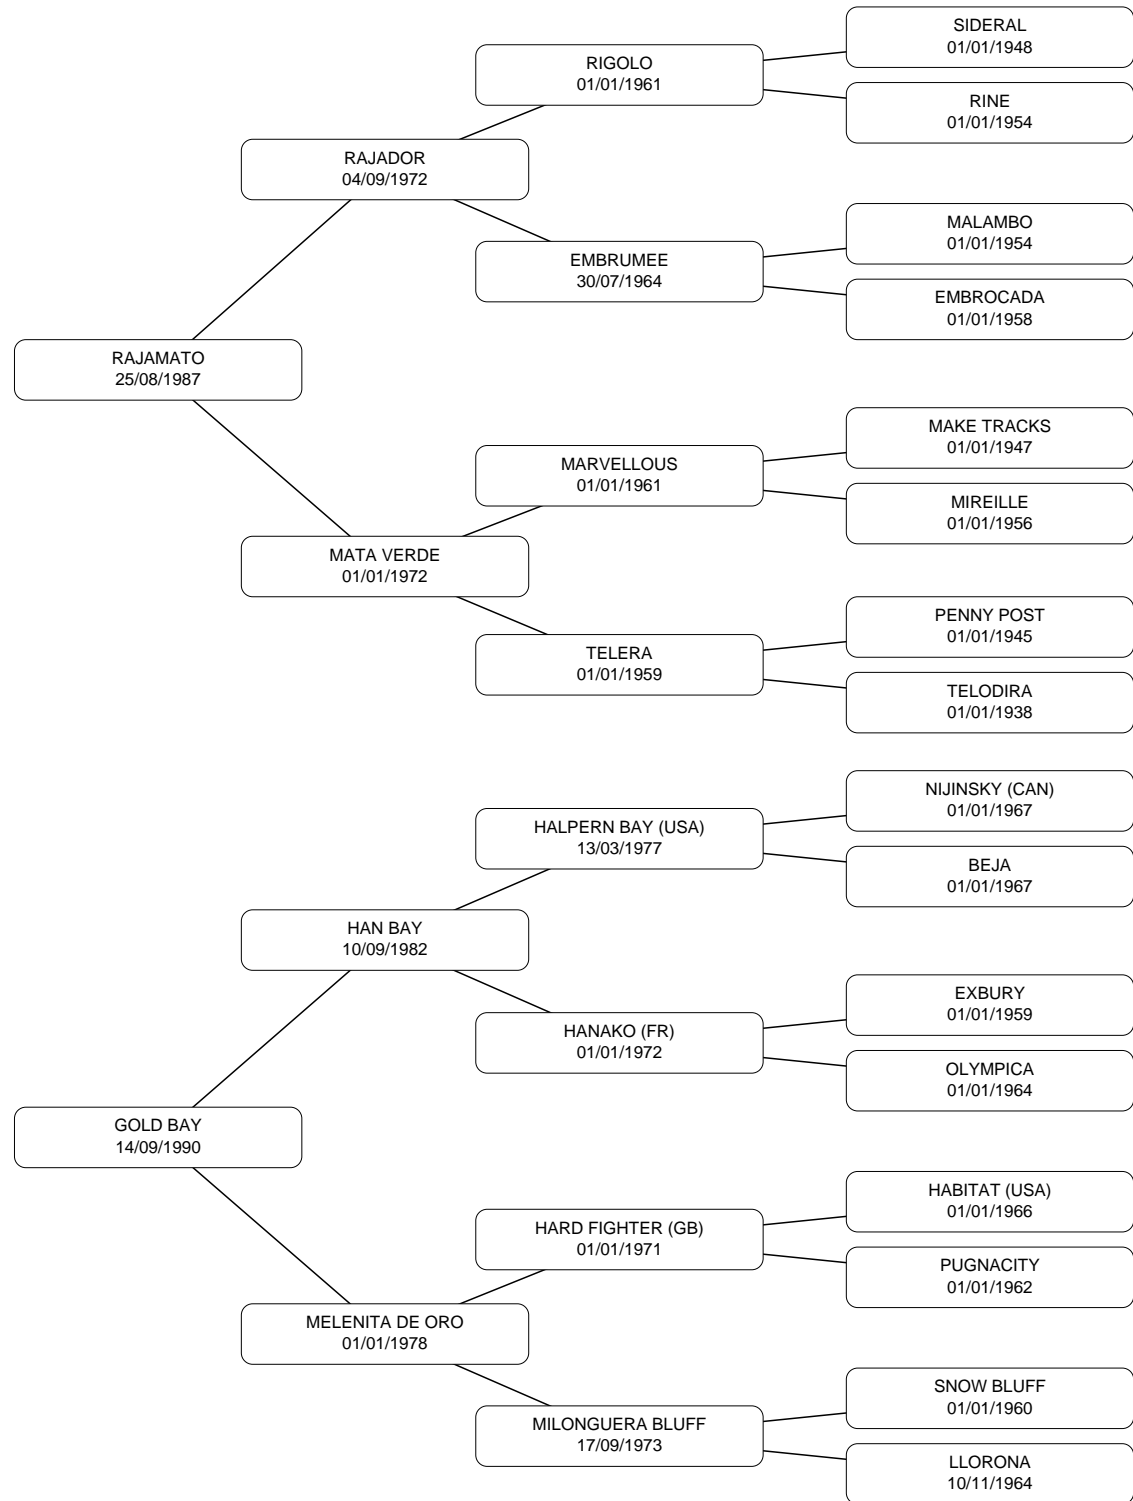 SIDERAL
01/01/1948
RIGOLO
01/01/1961
RINE
01/01/1954
RAJADOR
04/09/1972
MALAMBO
01/01/1954
EMBRUMEE
30/07/1964
EMBROCADA
01/01/1958
RAJAMATO
25/08/1987
MAKE TRACKS
01/01/1947
MARVELLOUS
01/01/1961
MIREILLE
01/01/1956
MATA VERDE
01/01/1972
PENNY POST
01/01/1945
TELERA
01/01/1959
TELODIRA
01/01/1938
NIJINSKY (CAN)
01/01/1967
HALPERN BAY (USA)
13/03/1977
BEJA
01/01/1967
HAN BAY
10/09/1982
EXBURY
01/01/1959
HANAKO (FR)
01/01/1972
OLYMPICA
01/01/1964
GOLD BAY
14/09/1990
HABITAT (USA)
01/01/1966
HARD FIGHTER (GB)
01/01/1971
PUGNACITY
01/01/1962
MELENITA DE ORO
01/01/1978
SNOW BLUFF
01/01/1960
MILONGUERA BLUFF
17/09/1973
LLORONA
10/11/1964